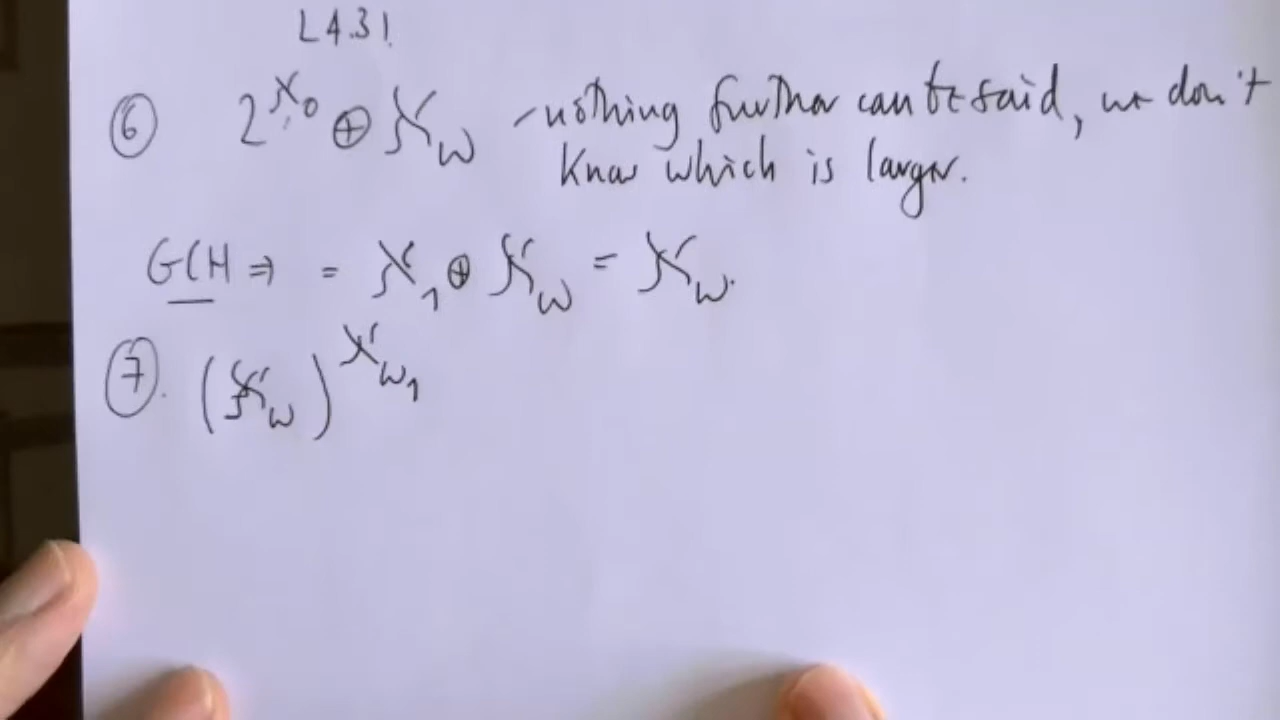 L4.31.
⑥ 2^ℵ₀ ⊕ ℵ_ω – nothing further can be said, we don't
know which is larger.
GCH ⇒ = ℵ₁ ⊕ ℵ_ω = ℵ_ω.
⑦. (ℵ_ω)^ℵ_ω₁